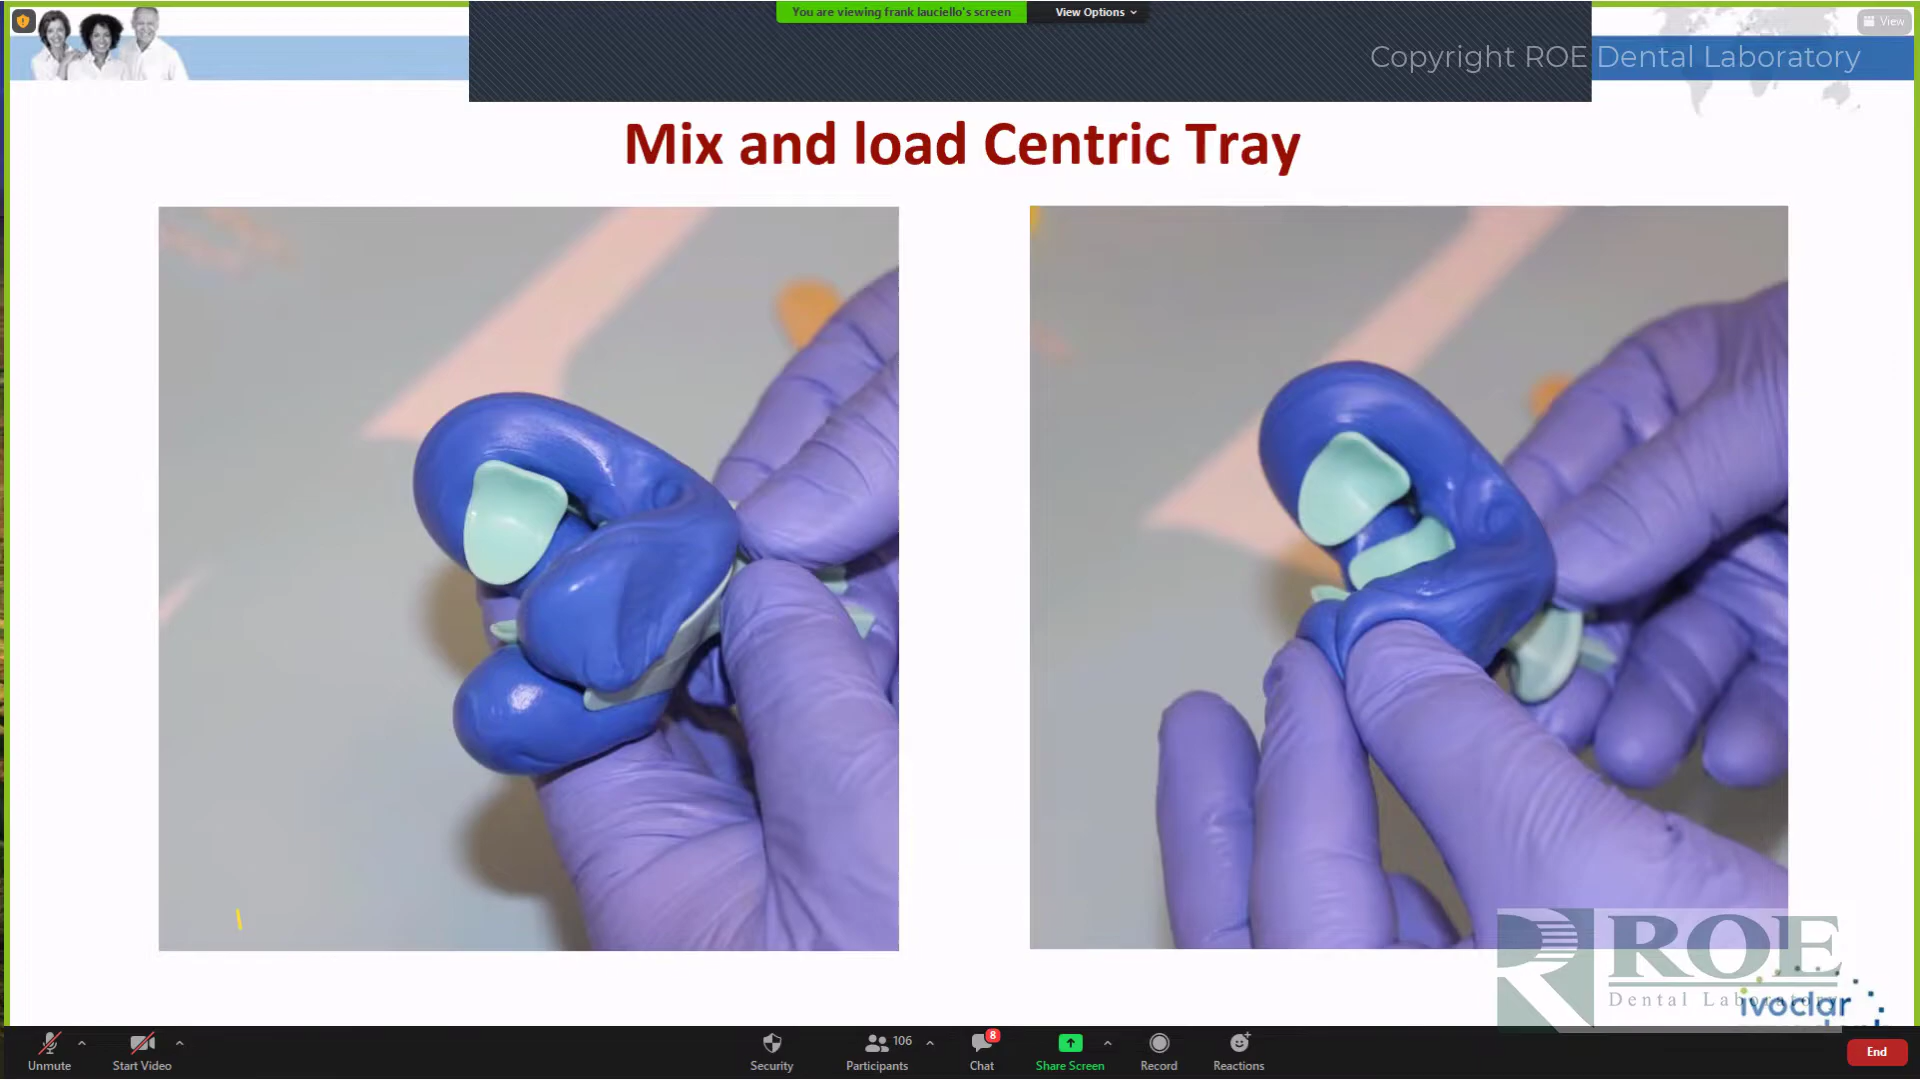 You are viewing frank lauciello's screen
View Options
View
Copyright ROE Dental Laboratory
Mix and load Centric Tray
ROE
Dental Laboratory
ivoclar
Unmute
Start Video
Security
106
Participants
8
Chat
Share Screen
Record
Reactions
End